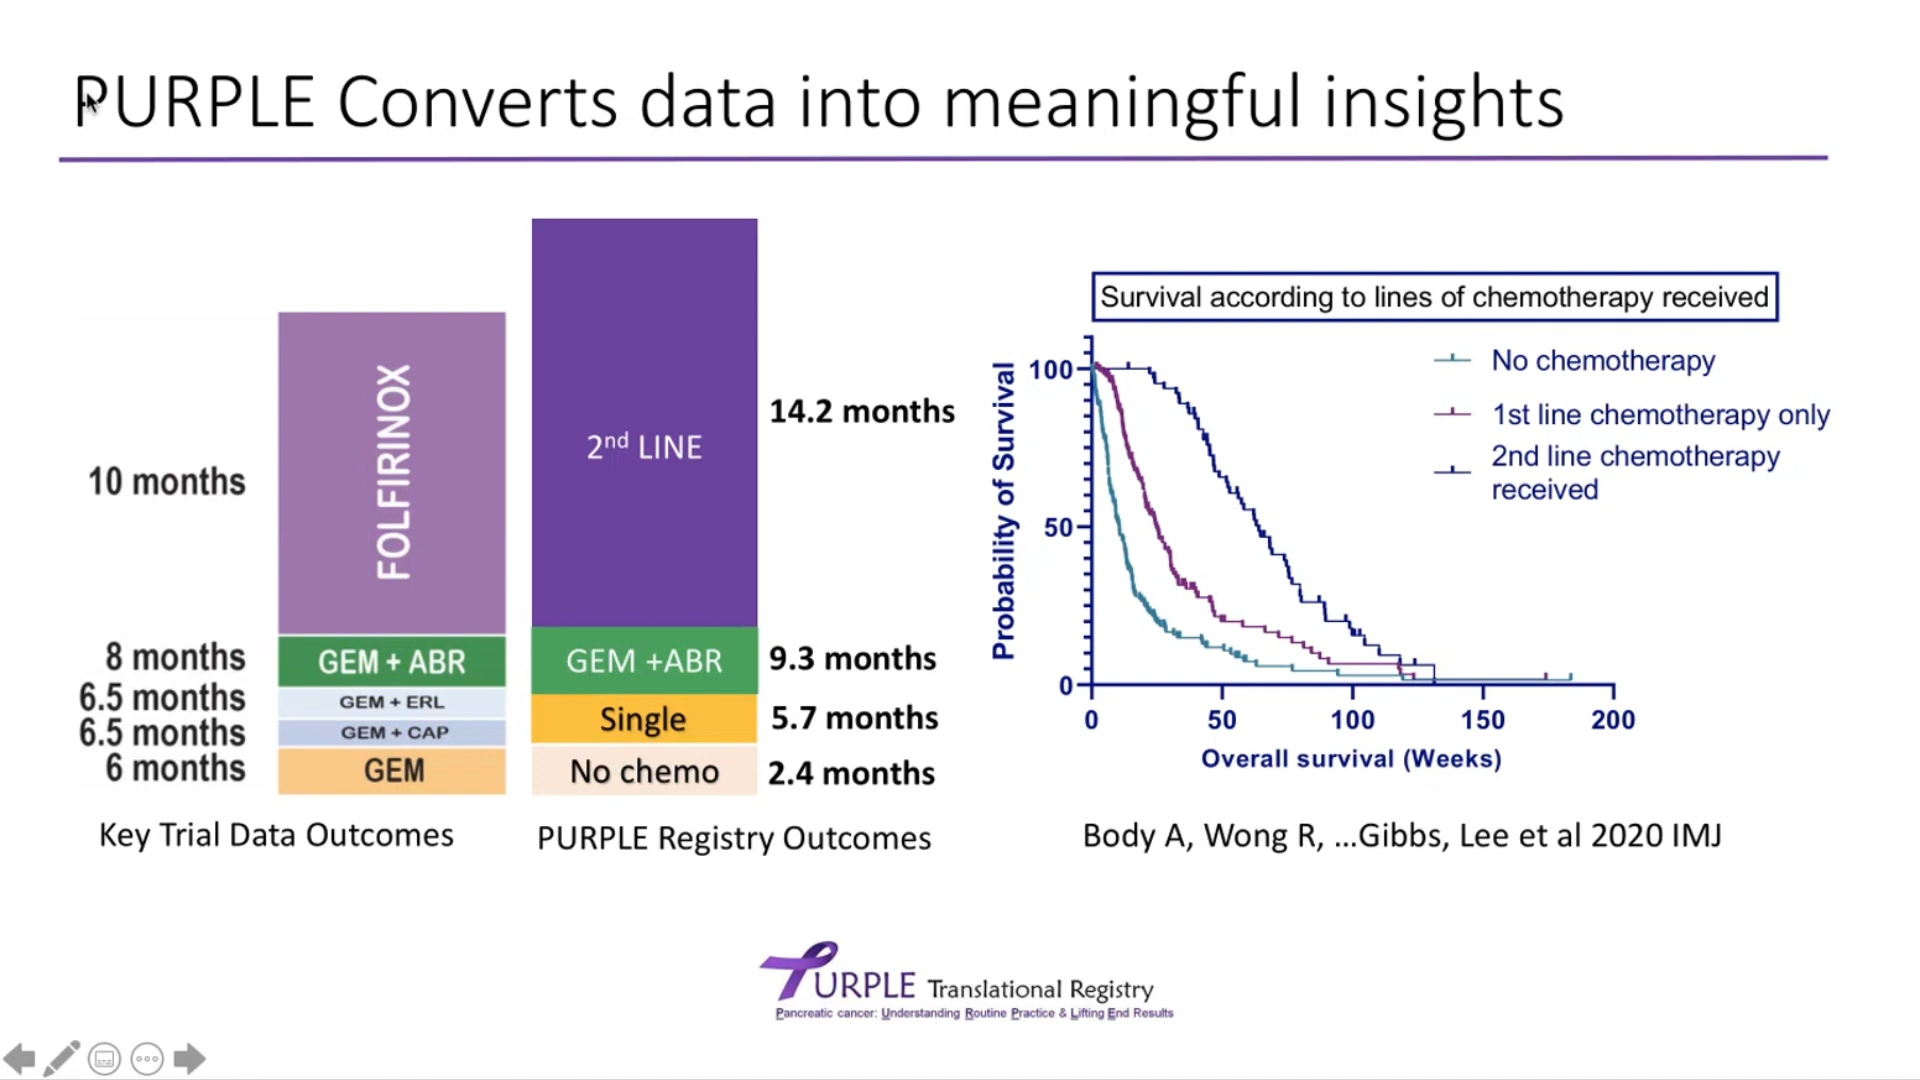 PURPLE Converts data into meaningful insights
10 months
8 months
6.5 months
6.5 months
6 months
FOLFIRINOX
GEM + ABR
GEM + ERL
GEM + CAP
GEM
Key Trial Data Outcomes
2nd LINE
GEM +ABR
Single
No chemo
14.2 months
9.3 months
5.7 months
2.4 months
PURPLE Registry Outcomes
Survival according to lines of chemotherapy received
No chemotherapy
1st line chemotherapy only
2nd line chemotherapy
received
Probability of Survival
100
50
0
0 50 100 150 200
Overall survival (Weeks)
Body A, Wong R, ...Gibbs, Lee et al 2020 IMJ
PURPLE Translational Registry
Pancreatic cancer: Understanding Routine Practice & Lifting End Results